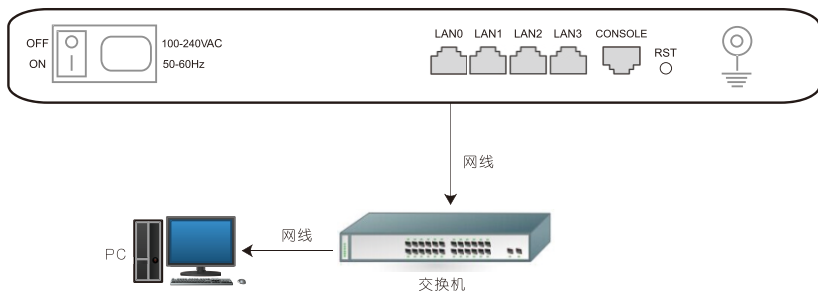 OFF
ON
100-240VAC
50-60Hz
LAN0 LAN1 LAN2 LAN3 CONSOLE
RST
网线
网线
PC
交换机